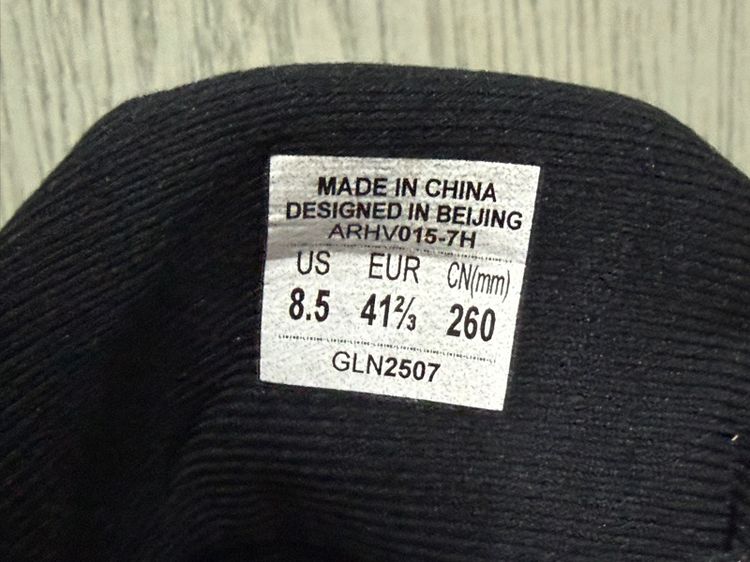 MADE IN CHINA
DESIGNED IN BEIJING
ARHV015-7H
US EUR CN(mm)
8.5 41⅔ 260
GLN2507